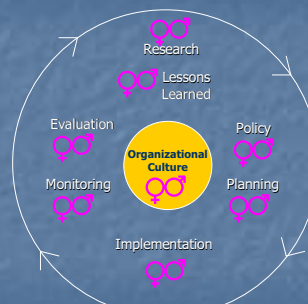 Research
Lessons
Learned
Evaluation
Policy
Organizational
Culture
Monitoring
Planning
Implementation